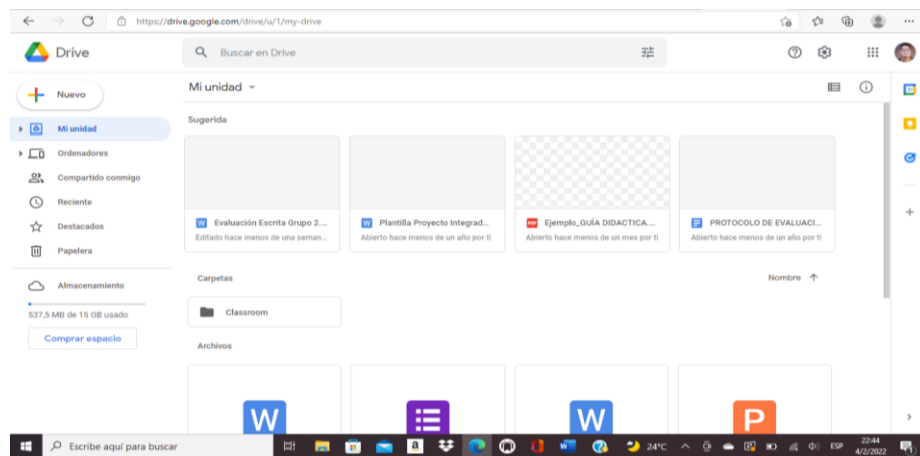 https://drive.google.com/drive/u/1/my-drive
Drive
Buscar en Drive
Nuevo
Mi unidad
Mi unidad
Ordenadores
Compartido conmigo
Reciente
Destacados
Papelera
Almacenamiento
537,5 MB de 15 GB usado
Comprar espacio
Sugerida
W Evaluación Escrita Grupo 2....
Editado hace menos de una seman...
W Plantilla Proyecto Integrad...
Abierto hace menos de un año por ti
PDF Ejemplo_GUÍA DIDACTICA....
Abierto hace menos de un mes por ti
PROTOCOLO DE EVALUACI...
Abierto hace menos de un año por ti
Carpetas
Nombre
Classroom
Archivos
W
W
P
Escribe aquí para buscar
24°C
ESP
22:44
4/2/2022